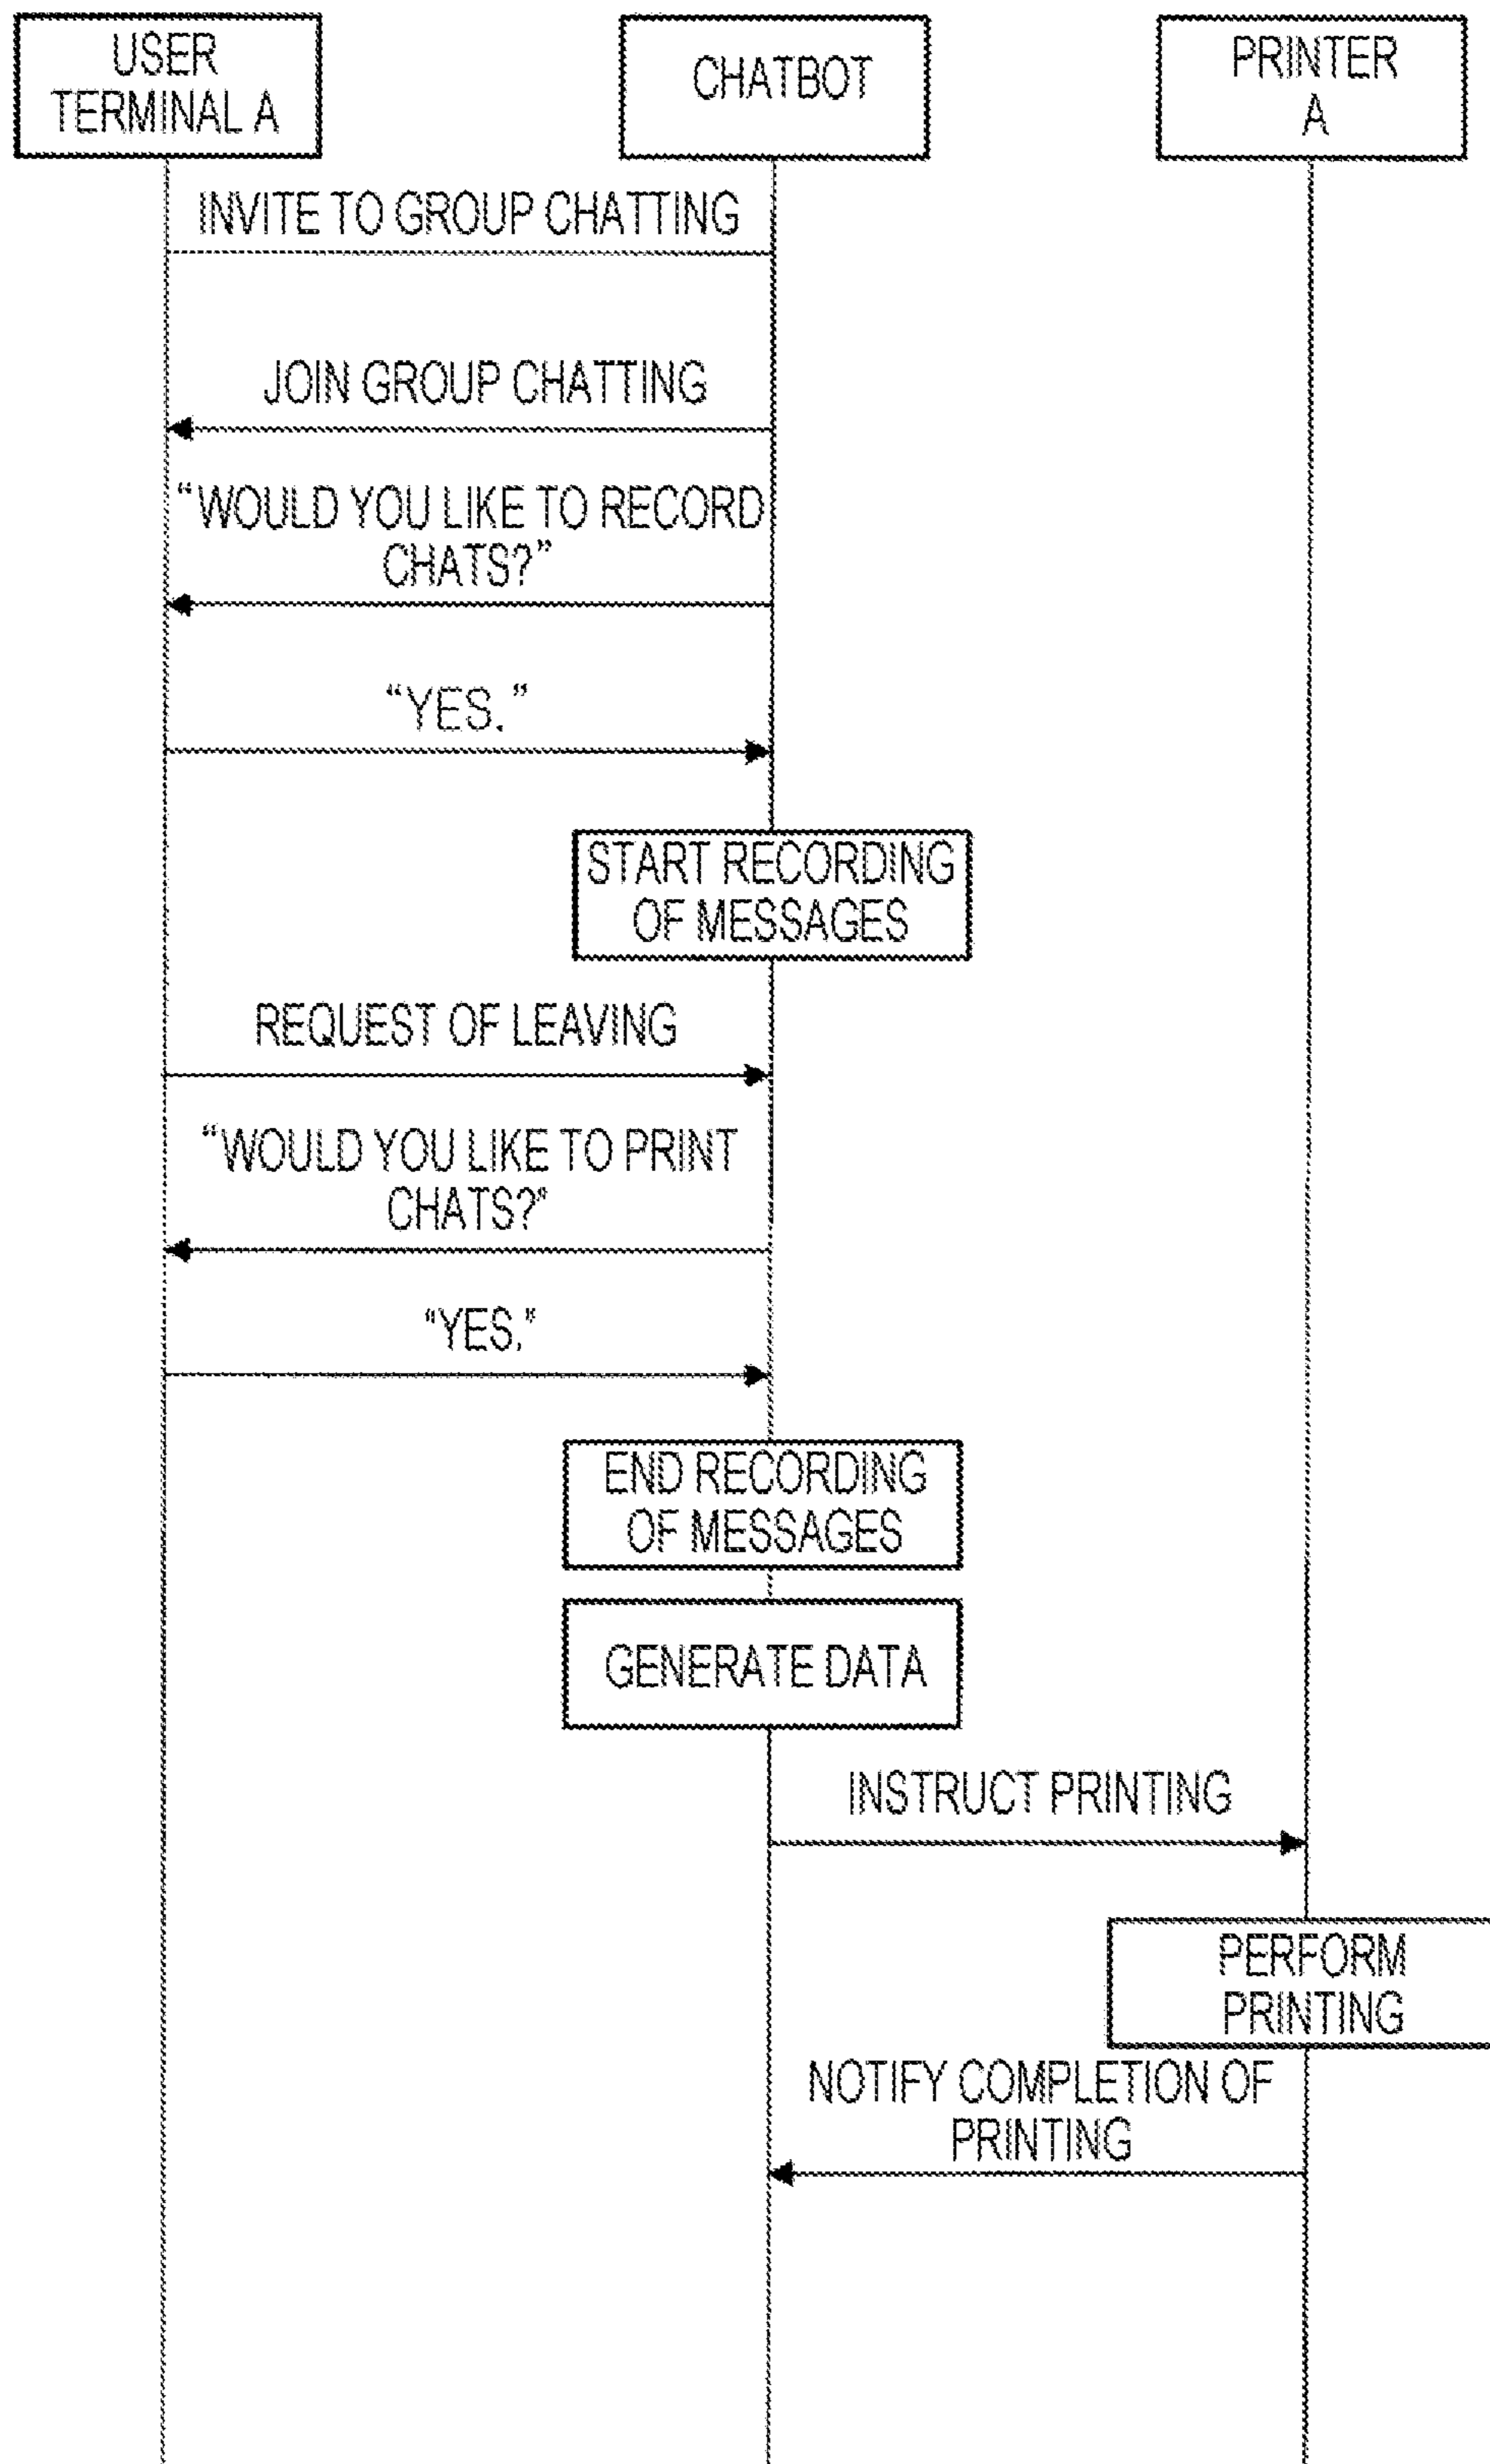 USER
TERMINAL A
CHATBOT
PRINTER
A
INVITE TO GROUP CHATTING
JOIN GROUP CHATTING
“WOULD YOU LIKE TO RECORD
CHATS?”
“YES.”
START RECORDING
OF MESSAGES
REQUEST OF LEAVING
“WOULD YOU LIKE TO PRINT
CHATS?”
“YES.”
END RECORDING
OF MESSAGES
GENERATE DATA
INSTRUCT PRINTING
PERFORM
PRINTING
NOTIFY COMPLETION OF
PRINTING